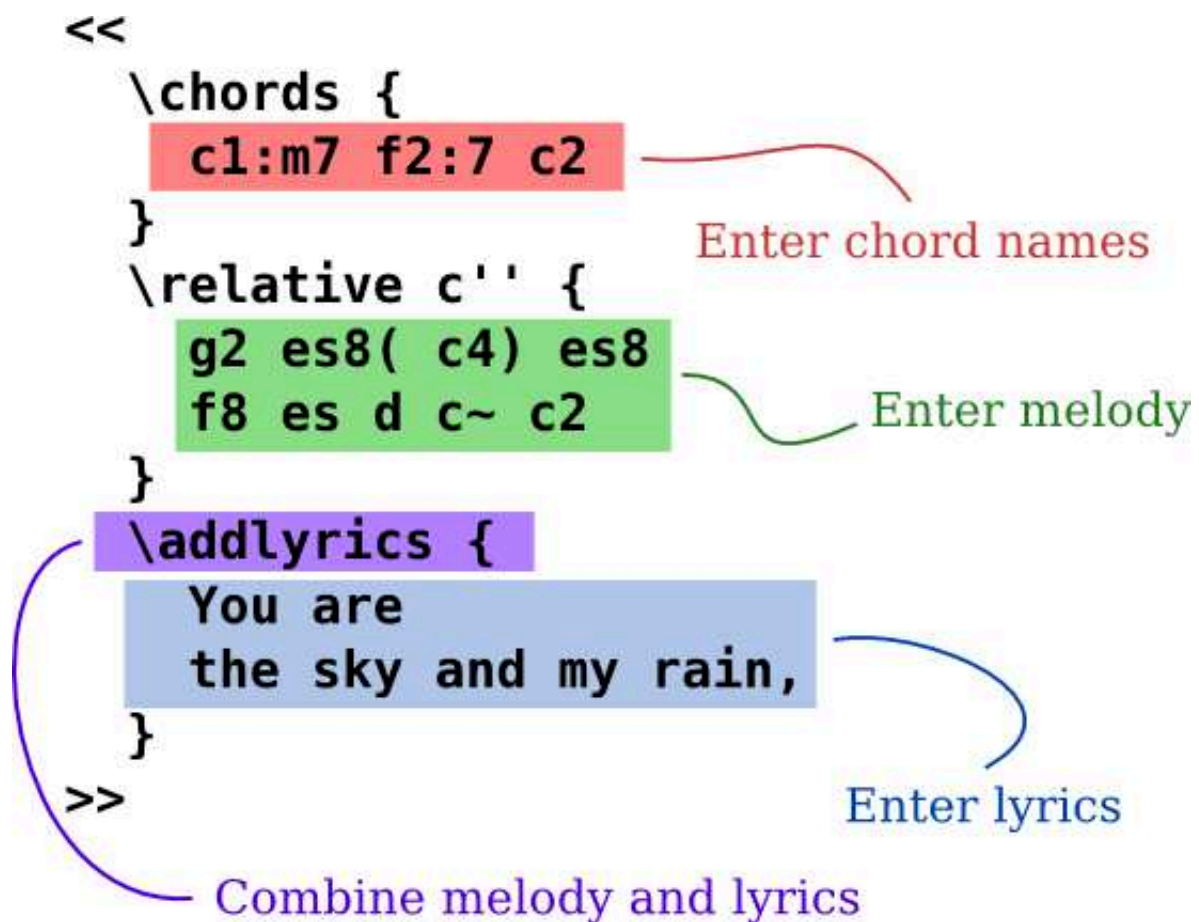 <<
\chords {
c1:m7 f2:7 c2
}
Enter chord names
\relative c'' {
g2 es8( c4) es8
f8 es d c~ c2
Enter melody
}
\addlyrics {
You are
the sky and my rain,
}
>>
Enter lyrics
Combine melody and lyrics